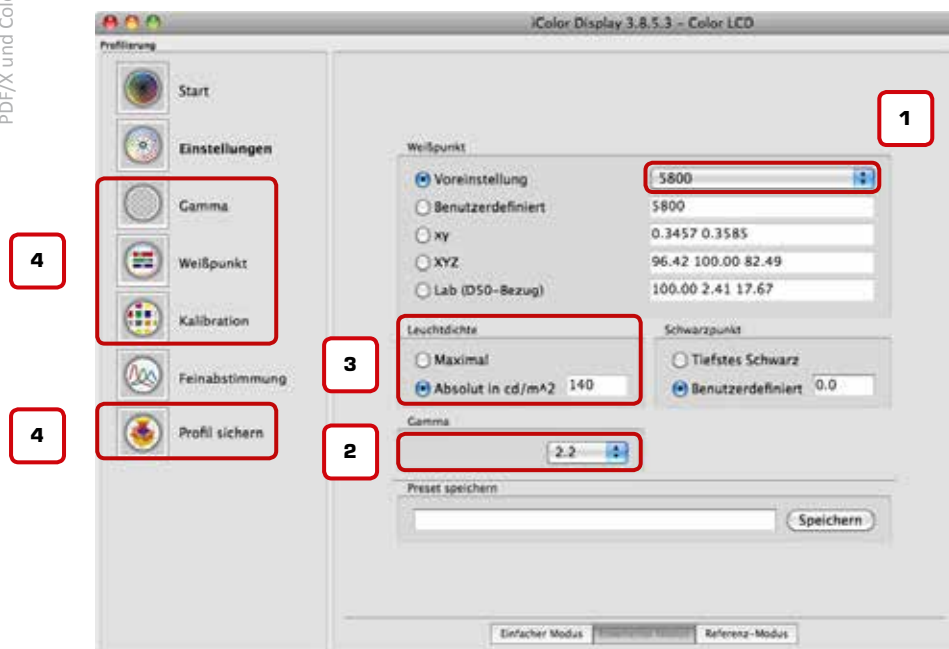 PDF/X und Colo
iColor Display 3.8.5.3 – Color LCD
Profilierung
Start
Einstellungen
Gamma
Weißpunkt
Kalibration
Feinabstimmung
Profil sichern
4
4
1
Weißpunkt
Voreinstellung 5800
Benutzerdefiniert 5800
xy 0.3457 0.3585
XYZ 96.42 100.00 82.49
Lab (D50-Bezug) 100.00 2.41 17.67
3
Leuchtdichte
Maximal
Absolut in cd/m^2 140
Schwarzpunkt
Tiefstes Schwarz
Benutzerdefiniert 0.0
2
Gamma
2.2
Preset speichern
Speichern
Einfacher Modus Referenz-Modus